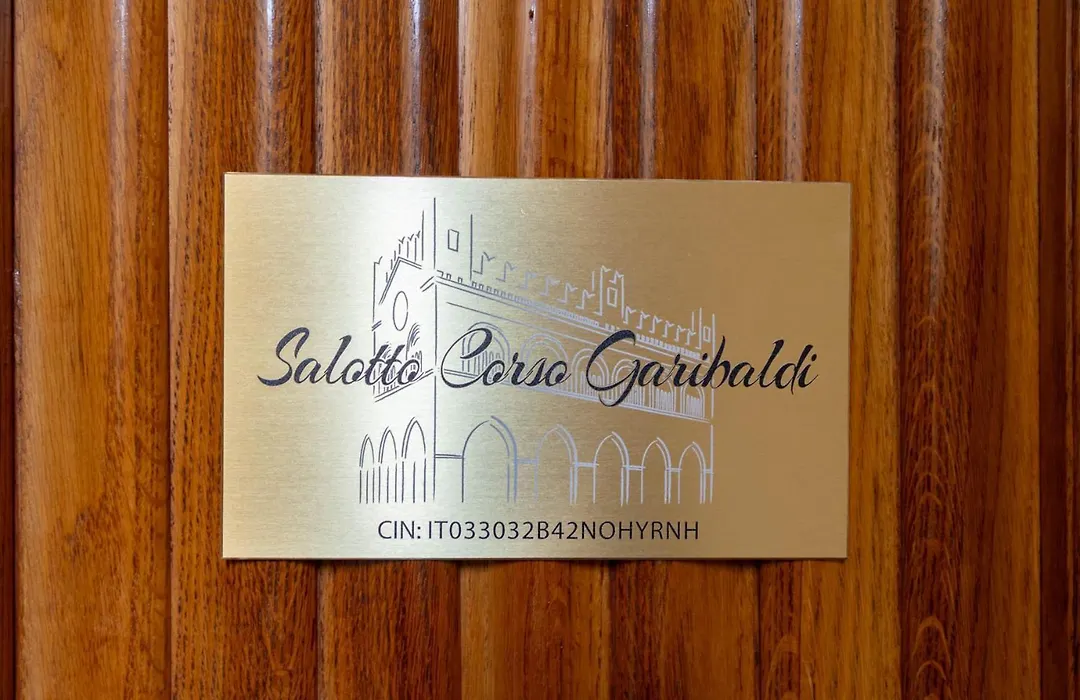 Salotto Corso Garibaldi
CIN: IT033032B42NOHYRNH